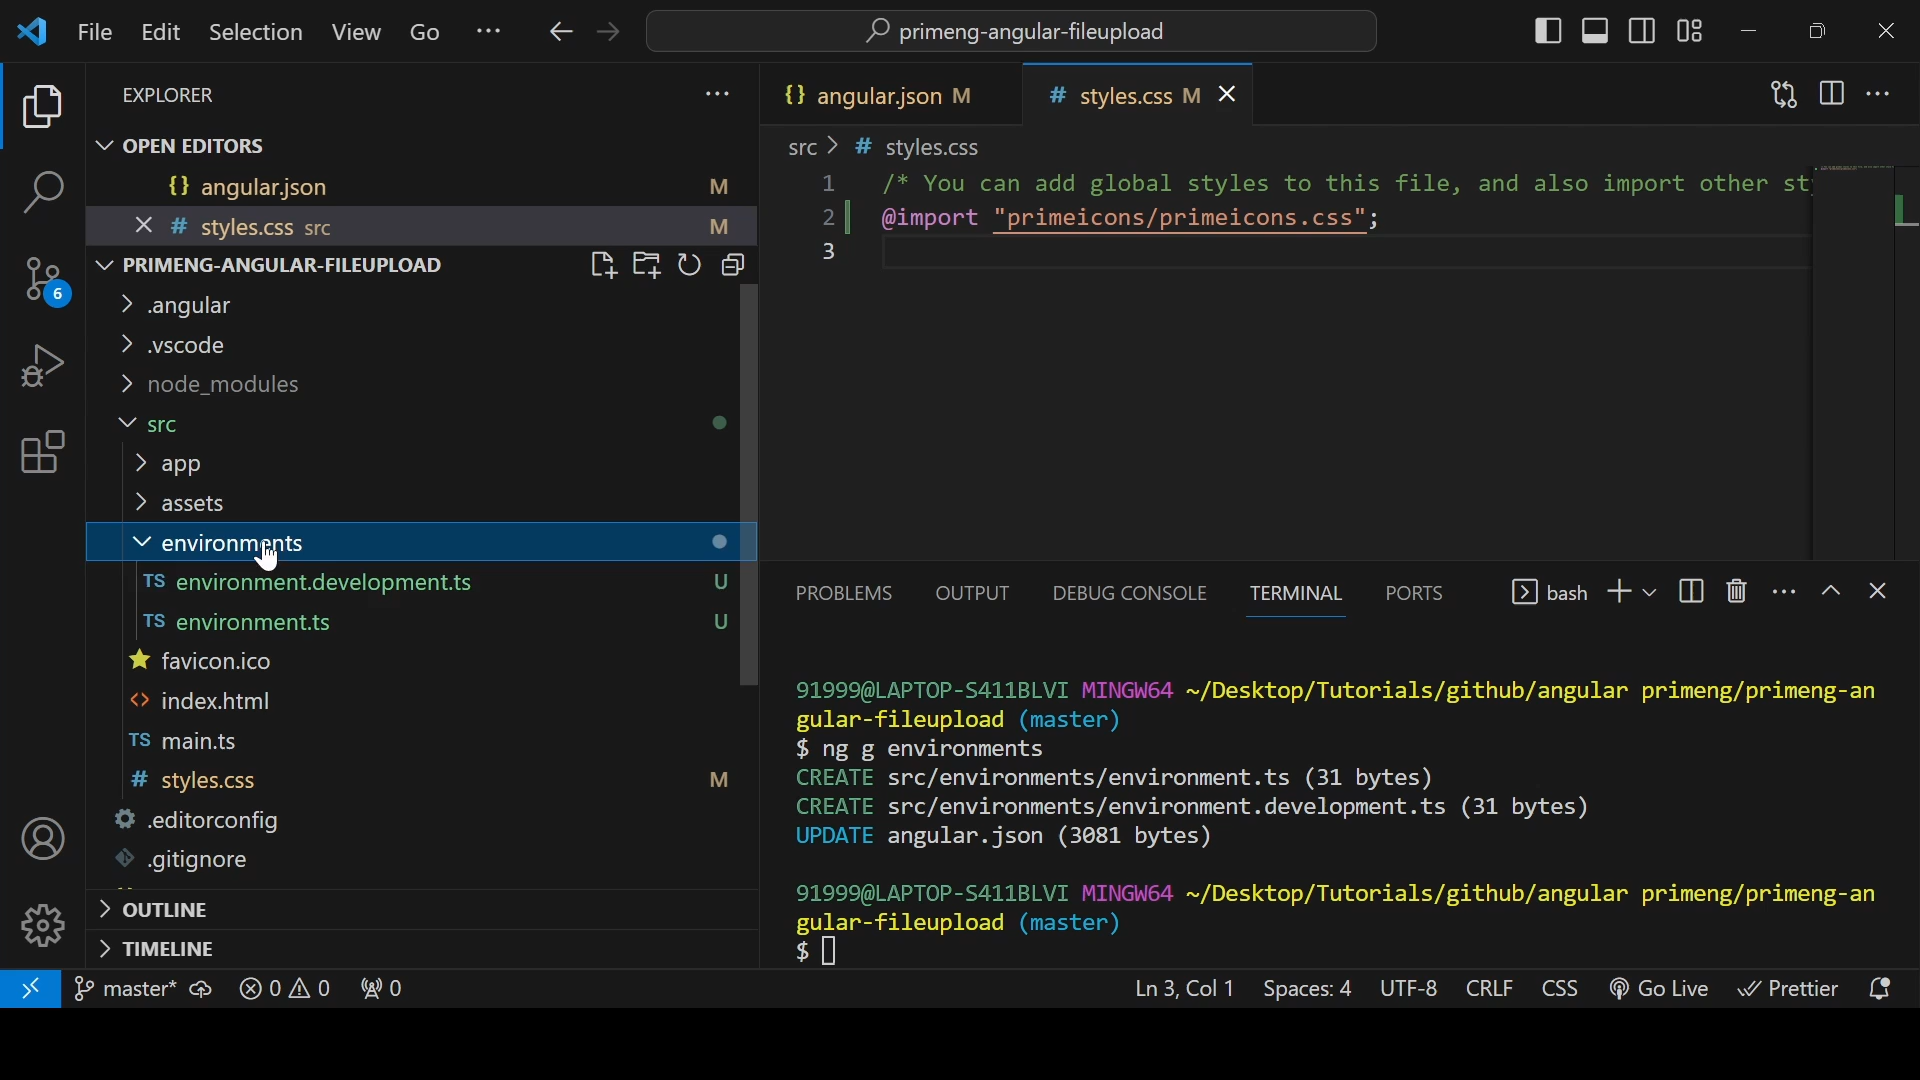 File Edit Selection View Go ··· primeng-angular-fileupload
EXPLORER ···
OPEN EDITORS
{} angular.json M
# styles.css src M
PRIMENG-ANGULAR-FILEUPLOAD
.angular
.vscode
node_modules
src
app
assets
environments
TS environment.development.ts U
TS environment.ts U
favicon.ico
<> index.html
TS main.ts
# styles.css M
.editorconfig
.gitignore
OUTLINE
TIMELINE
6
{} angular.json M # styles.css M
src > # styles.css
1 /* You can add global styles to this file, and also import other st
2 @import "primeicons/primeicons.css";
3
PROBLEMS OUTPUT DEBUG CONSOLE TERMINAL PORTS bash
91999@LAPTOP-S411BLVI MINGW64 ~/Desktop/Tutorials/github/angular primeng/primeng-an
gular-fileupload (master)
$ ng g environments
CREATE src/environments/environment.ts (31 bytes)
CREATE src/environments/environment.development.ts (31 bytes)
UPDATE angular.json (3081 bytes)
91999@LAPTOP-S411BLVI MINGW64 ~/Desktop/Tutorials/github/angular primeng/primeng-an
gular-fileupload (master)
$
master* 0 0 0 Ln 3, Col 1 Spaces: 4 UTF-8 CRLF CSS Go Live Prettier